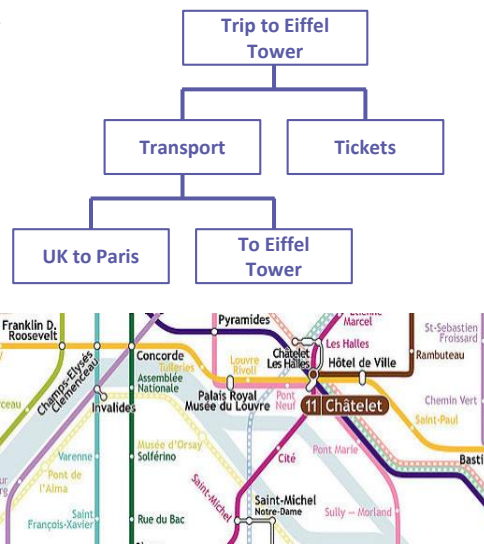 Trip to Eiffel
Tower
Transport
Tickets
UK to Paris
To Eiffel
Tower
Franklin D.
Roosevelt
Champs-Elysés
Clemenceau
Concorde
Tuileries
Assemblée
Nationale
Invalides
Pyramides
Louvre
Rivoli
Palais Royal
Musée du Louvre
Pont
Neuf
Châtelet
Les Halles
Marcel
Les Halles
Hôtel de Ville
Rambuteau
St-Sebastien
Froissard
11 Châtelet
Chemin Vert
Saint-Paul
Basti
Varenne
Musée d'Orsay
Solférino
Pont de
l'Alma
Saint
François-Xavier
Rue du Bac
Saint-Michel
Cité
Pont Marie
Saint-Michel
Notre-Dame
Sully – Morland